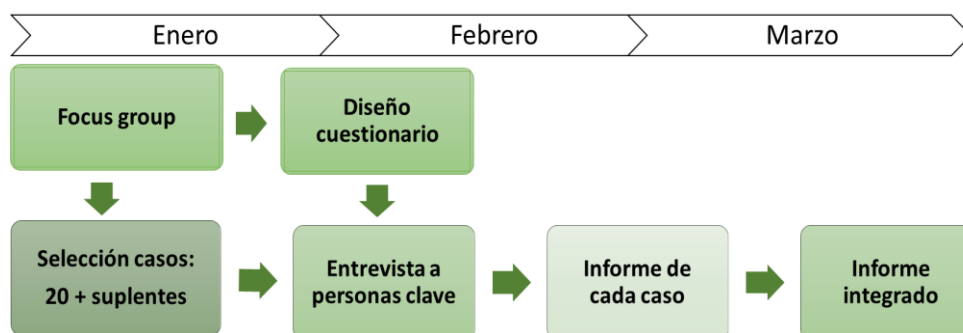 Enero
Febrero
Marzo
Focus group
Diseño
cuestionario
Selección casos:
20 + suplentes
Entrevista a
personas clave
Informe de
cada caso
Informe
integrado